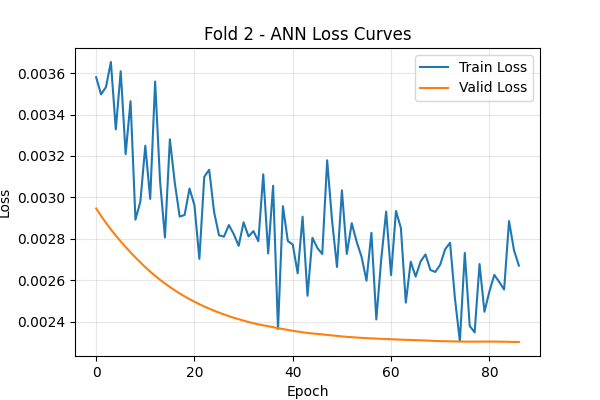 Fold 2 - ANN Loss Curves
Train Loss
Valid Loss
0.0036
0.0034
0.0032
0.0030
0.0028
0.0026
0.0024
Loss
0 20 40 60 80
Epoch